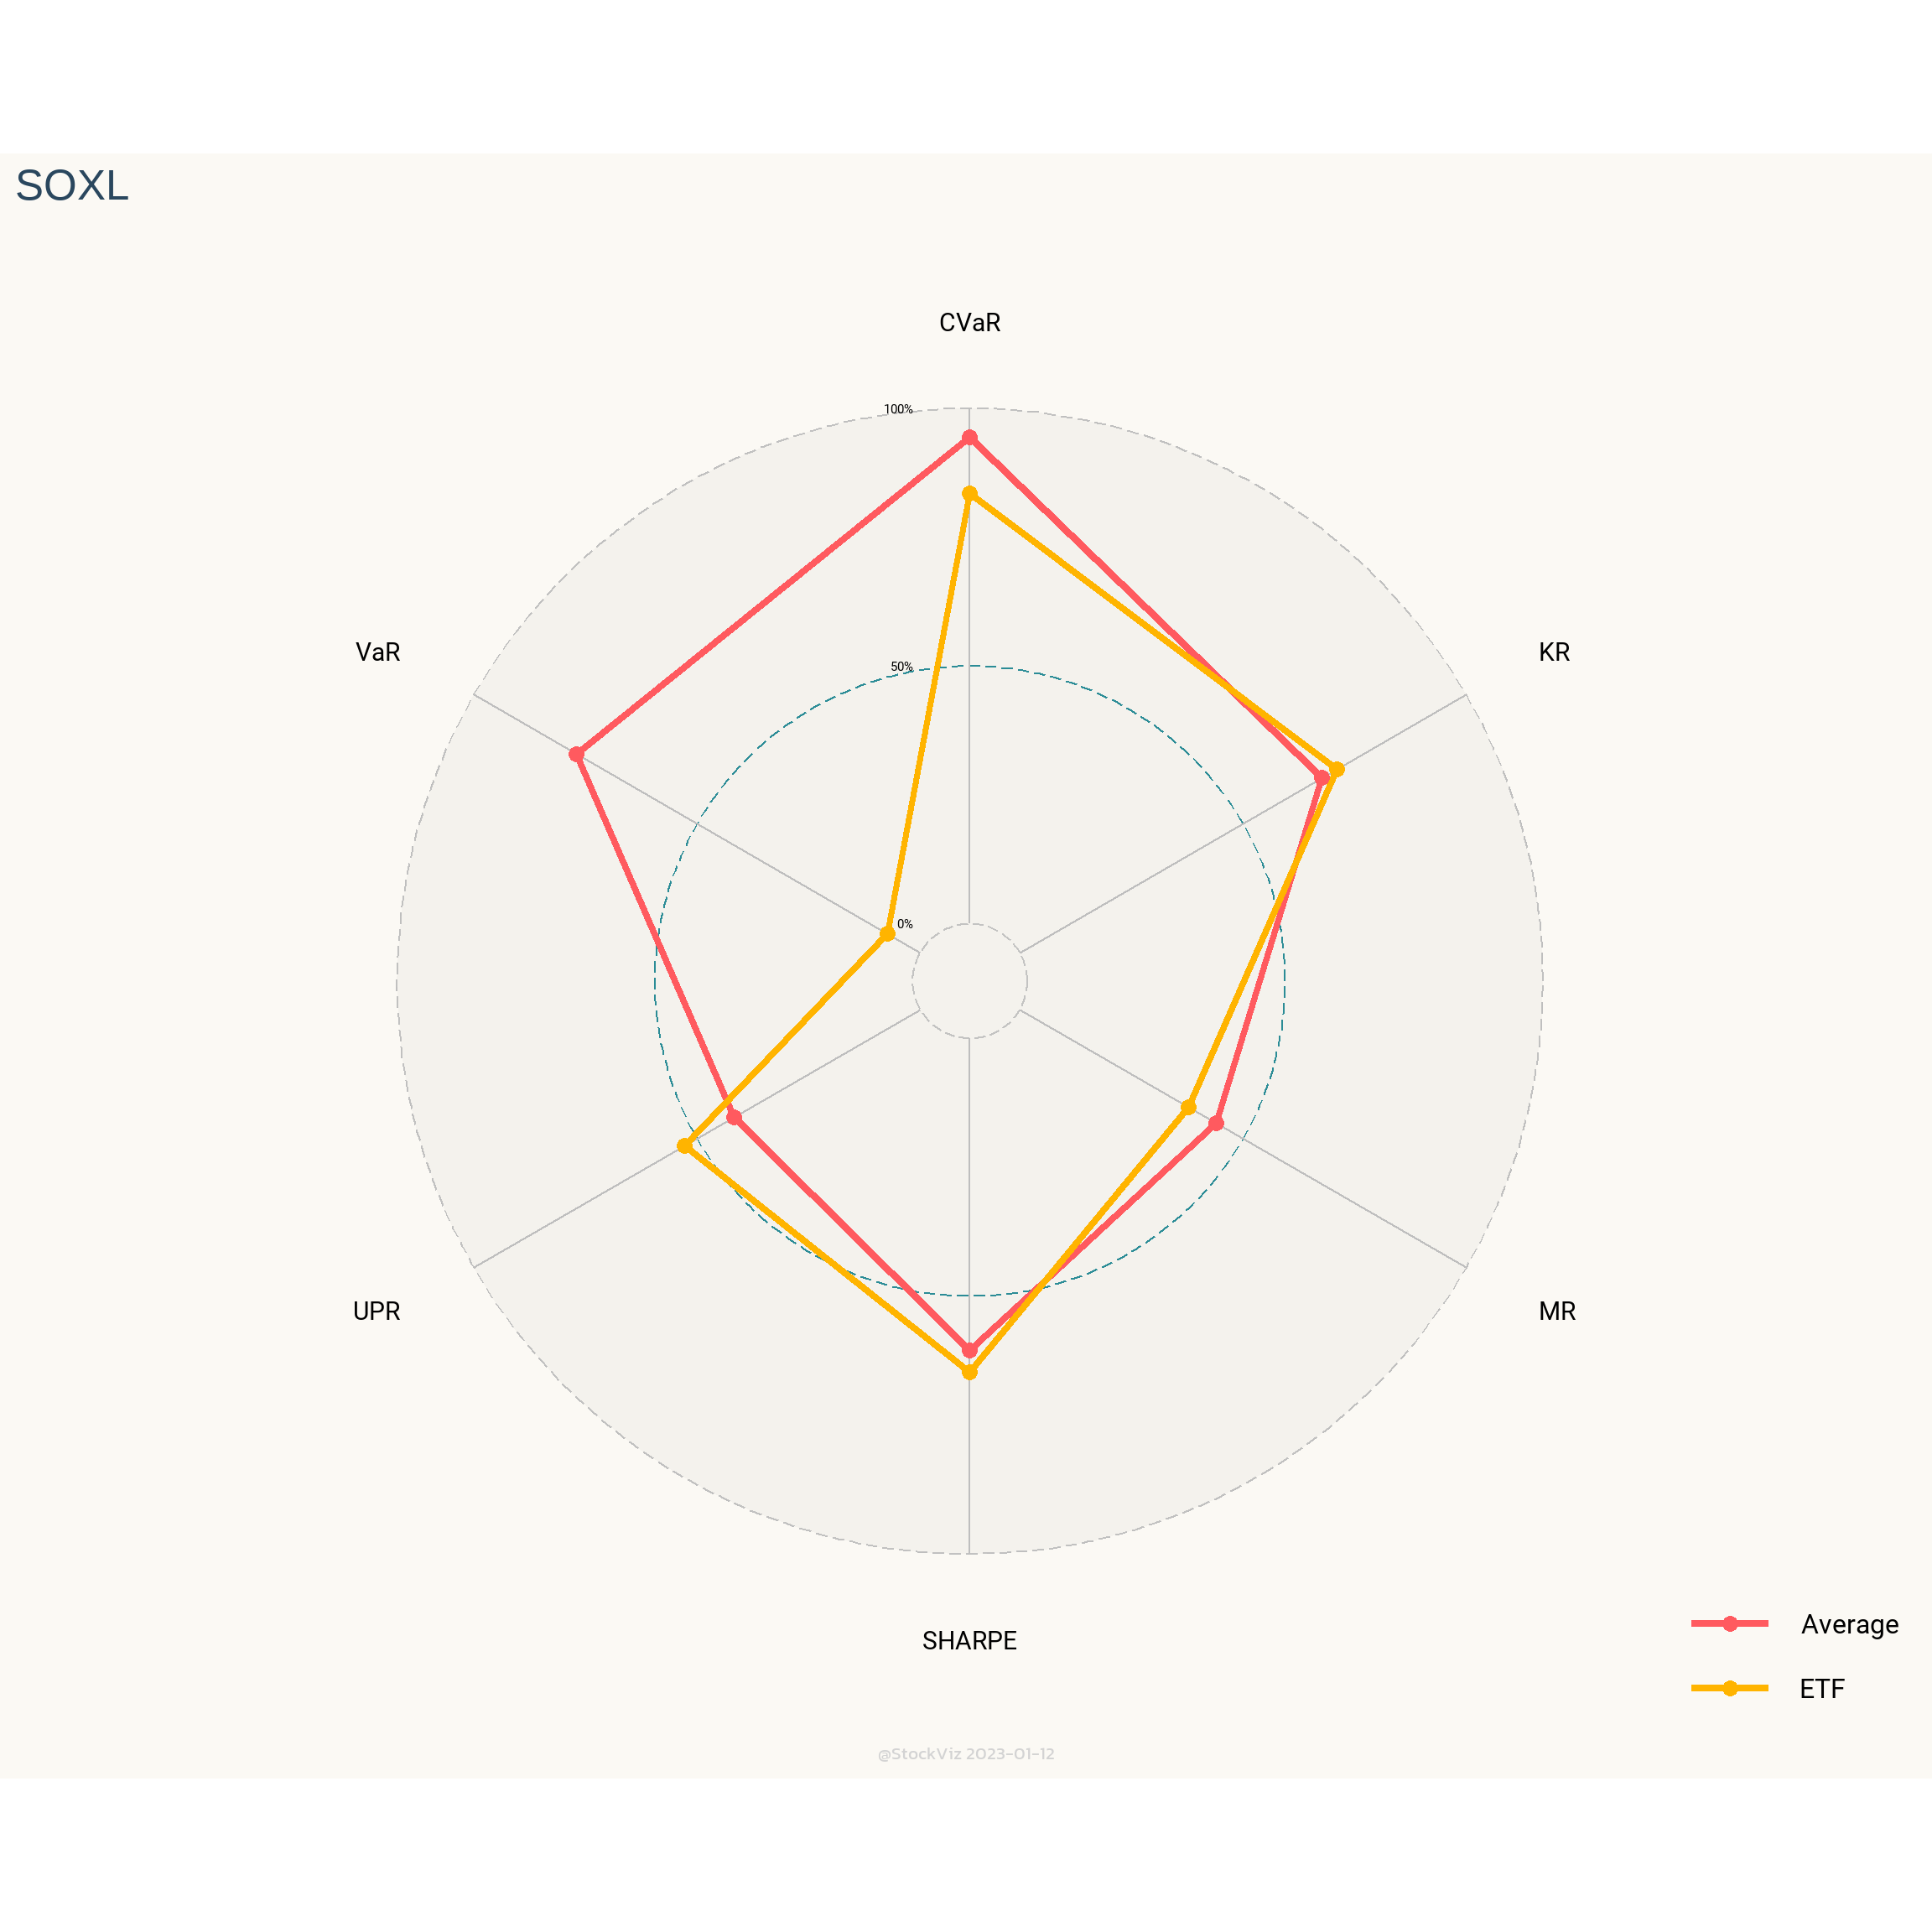 SOXL
CVaR
100%
VaR
KR
50%
0%
UPR
MR
SHARPE
Average
ETF
@StockViz 2023-01-12